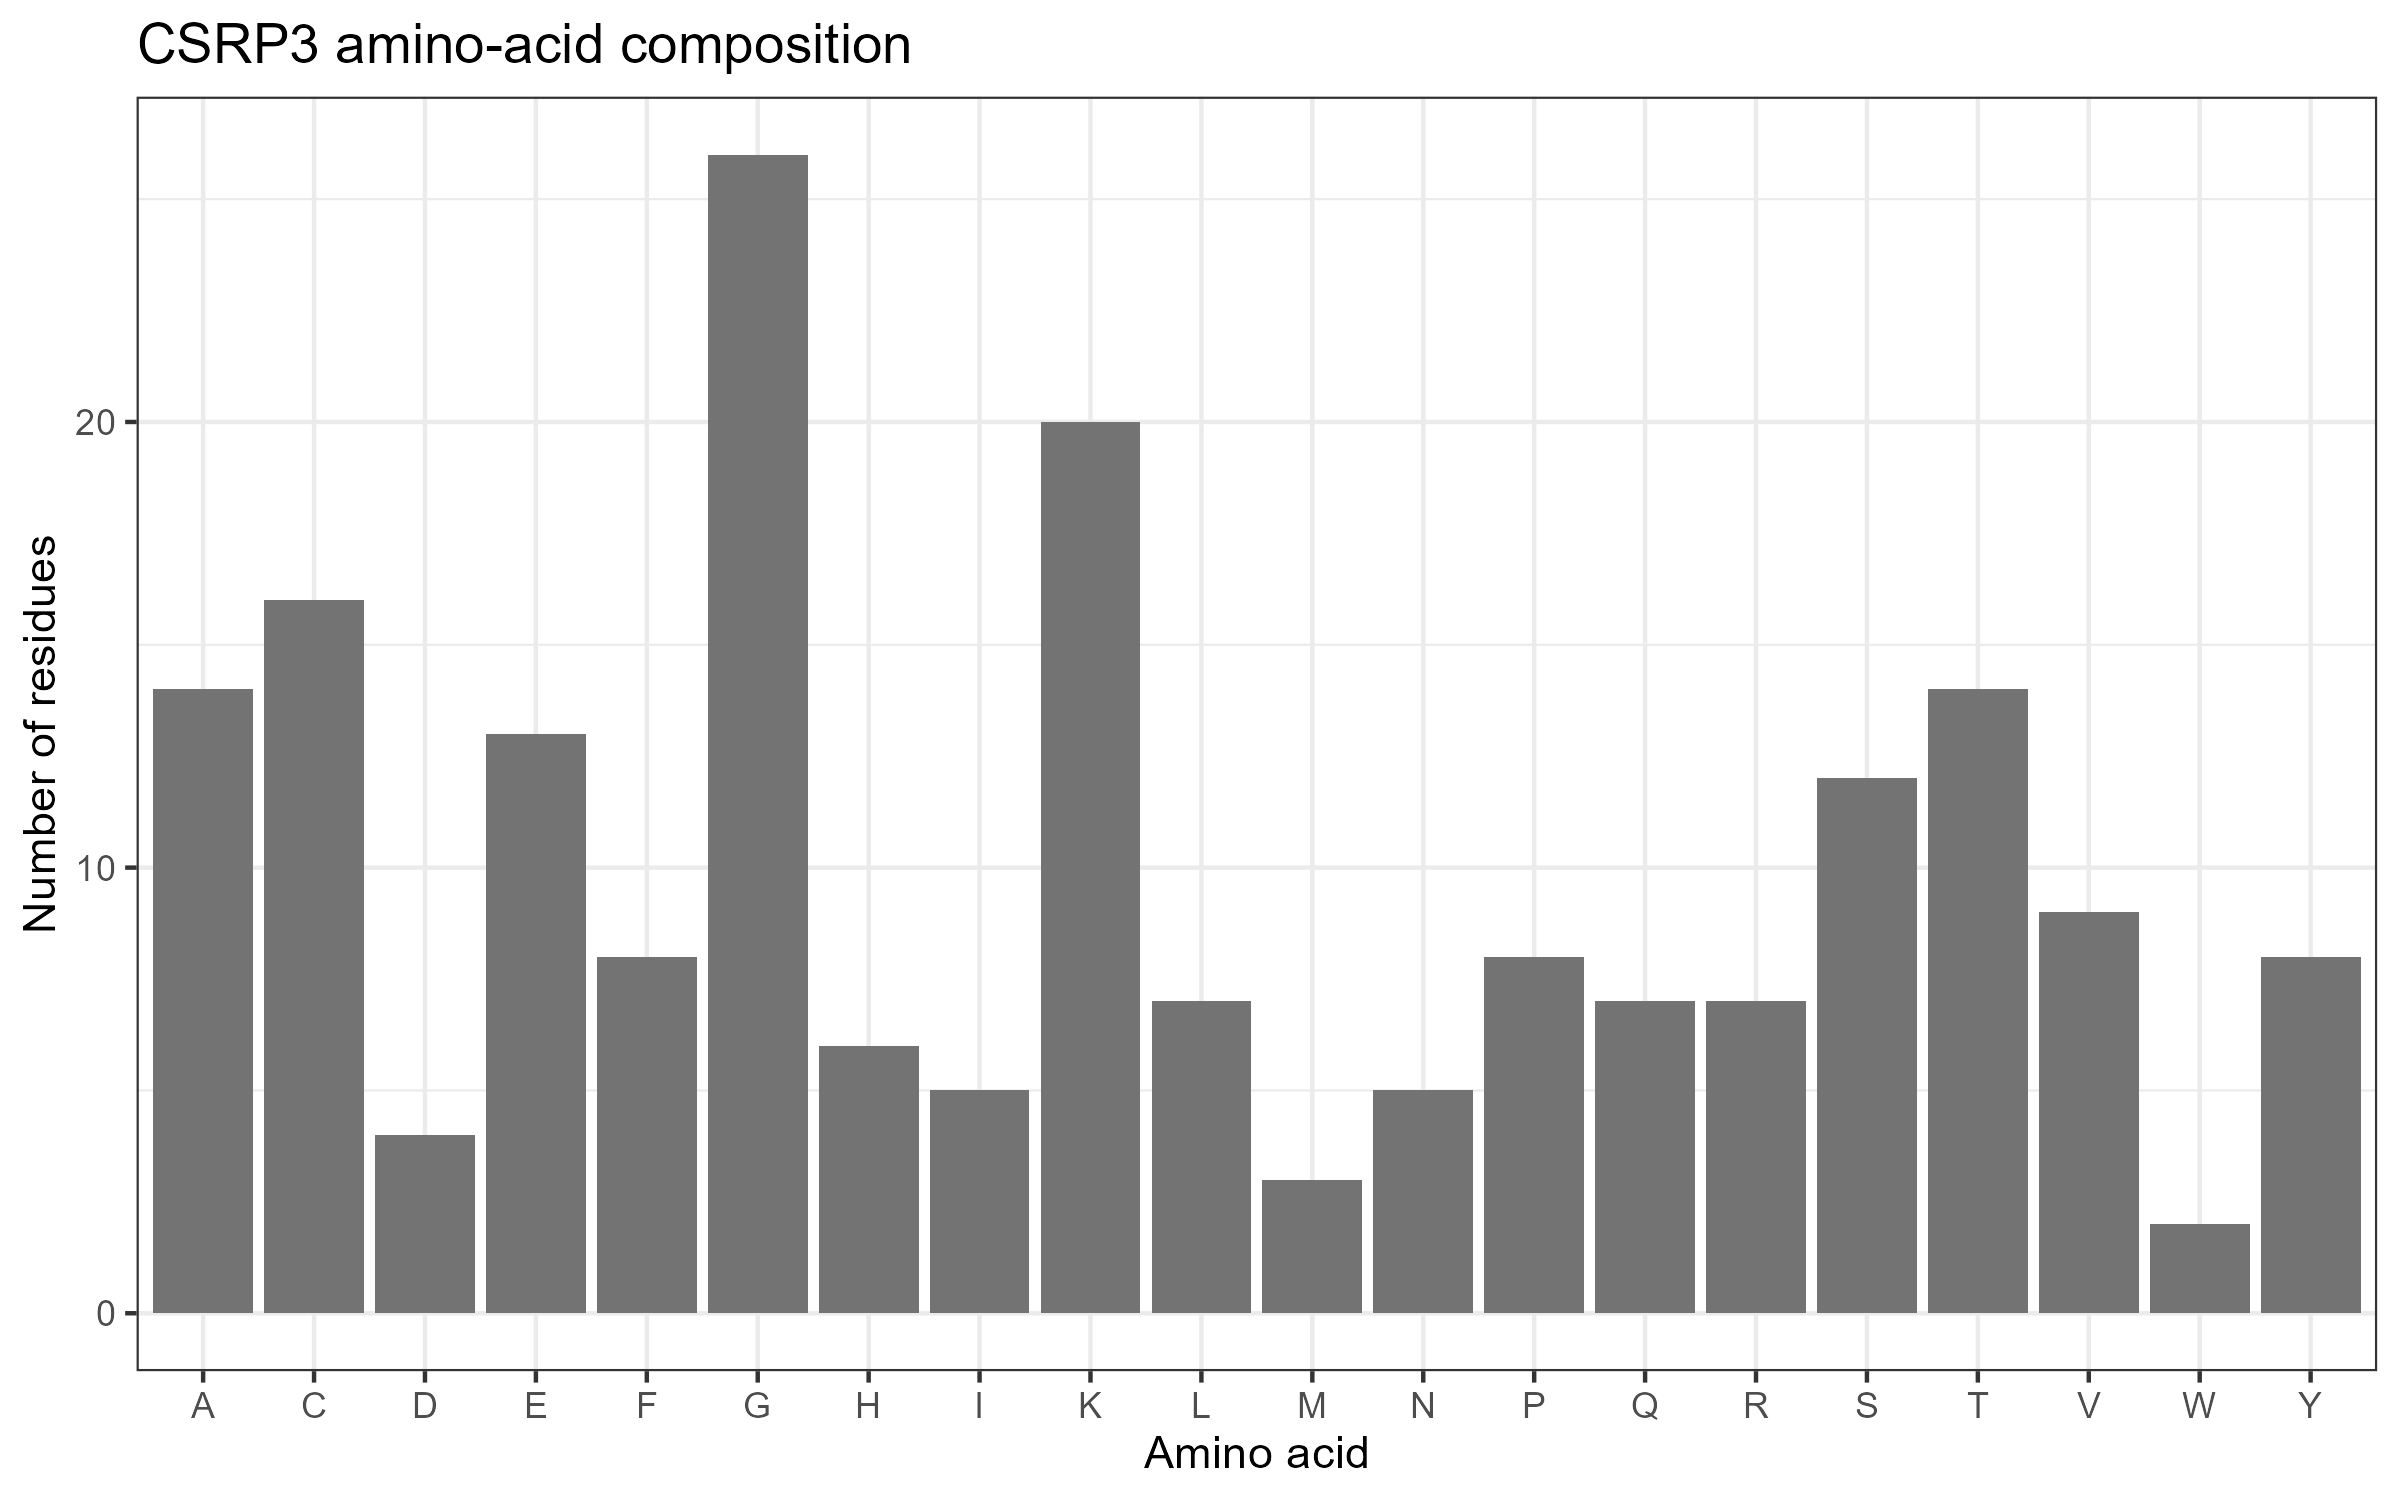 CSRP3 amino-acid composition
Number of residues
20
10
0
A C D E F G H I K L M N P Q R S T V W Y
Amino acid